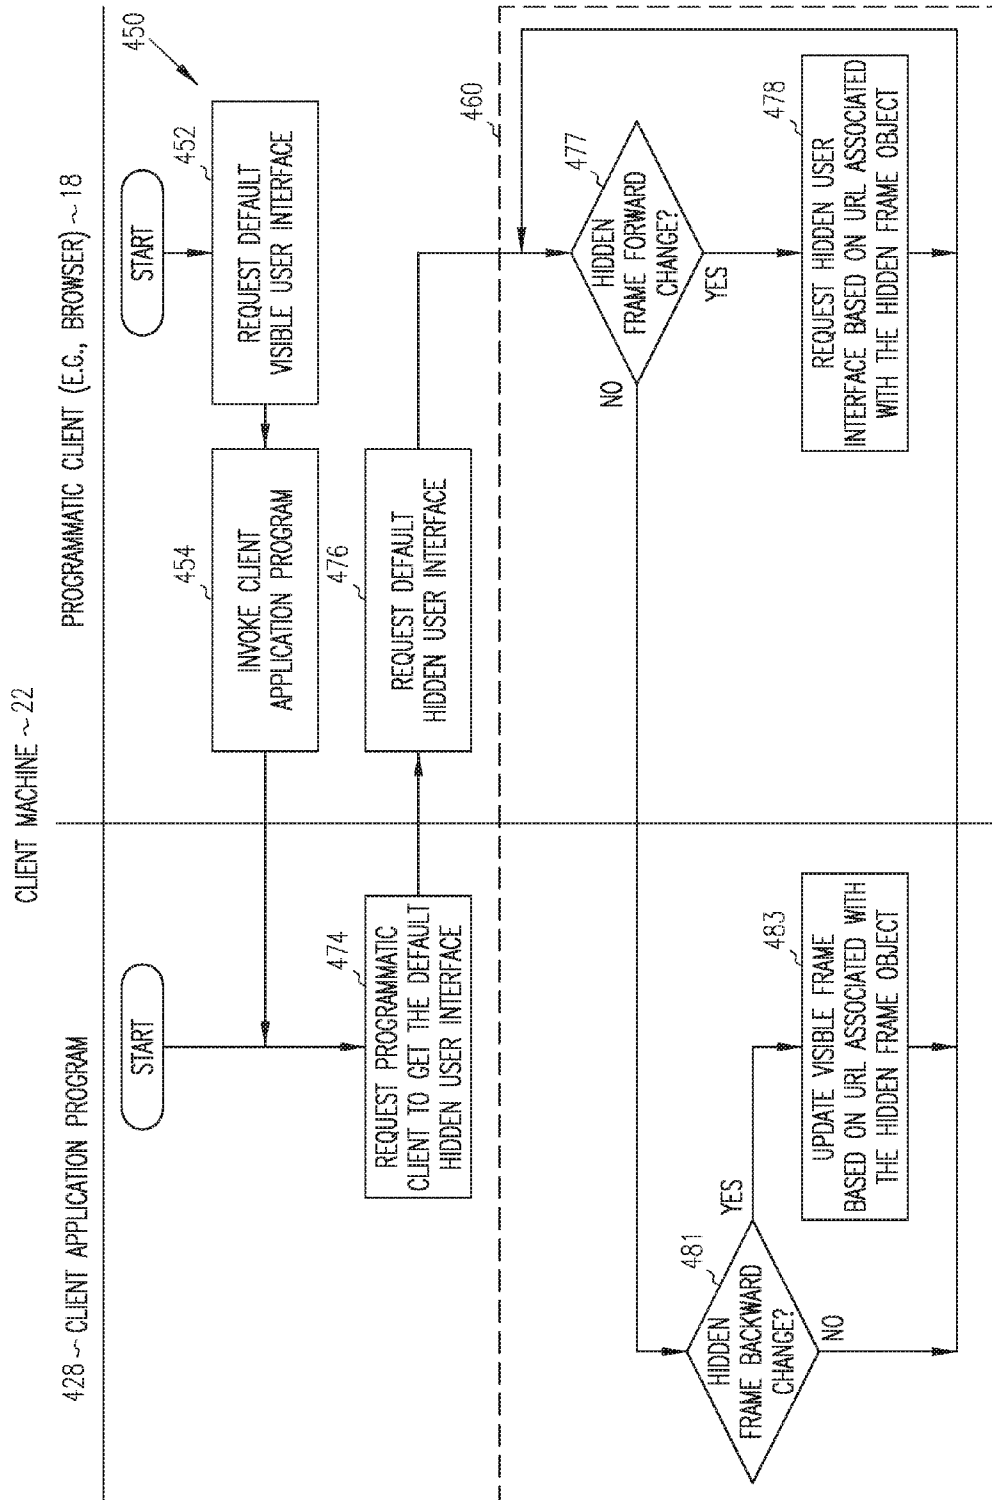 CLIENT MACHINE ~ 22
428 ~ CLIENT APPLICATION PROGRAM
PROGRAMMATIC CLIENT (E.G., BROWSER) ~ 18
450
START
START
452
REQUEST DEFAULT
VISIBLE USER INTERFACE
454
INVOKE CLIENT
APPLICATION PROGRAM
474
REQUEST PROGRAMMATIC
CLIENT TO GET THE DEFAULT
HIDDEN USER INTERFACE
476
REQUEST DEFAULT
HIDDEN USER INTERFACE
460
477
HIDDEN
FRAME FORWARD
CHANGE?
NO
YES
478
REQUEST HIDDEN USER
INTERFACE BASED ON URL ASSOCIATED
WITH THE HIDDEN FRAME OBJECT
481
HIDDEN
FRAME BACKWARD
CHANGE?
YES
NO
483
UPDATE VISIBLE FRAME
BASED ON URL ASSOCIATED WITH
THE HIDDEN FRAME OBJECT